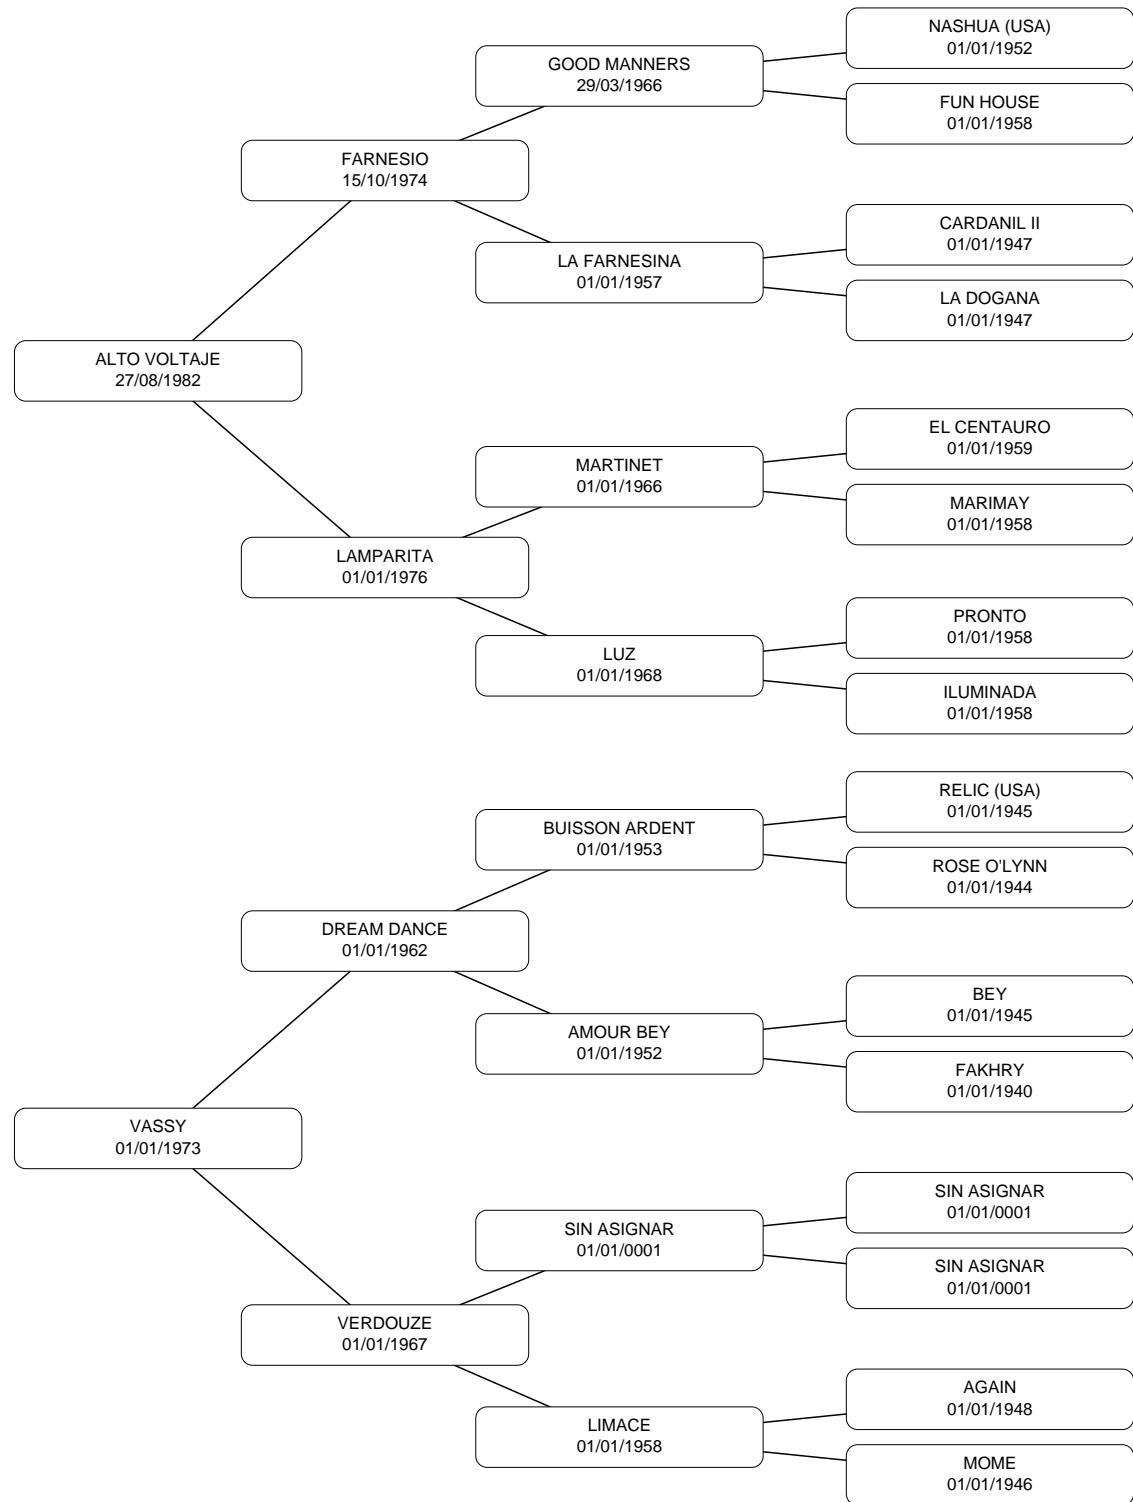 NASHUA (USA)
01/01/1952
GOOD MANNERS
29/03/1966
FUN HOUSE
01/01/1958
FARNESIO
15/10/1974
CARDANIL II
01/01/1947
LA FARNESINA
01/01/1957
LA DOGANA
01/01/1947
ALTO VOLTAJE
27/08/1982
EL CENTAURO
01/01/1959
MARTINET
01/01/1966
MARIMAY
01/01/1958
LAMPARITA
01/01/1976
PRONTO
01/01/1958
LUZ
01/01/1968
ILUMINADA
01/01/1958
RELIC (USA)
01/01/1945
BUISSON ARDENT
01/01/1953
ROSE O'LYNN
01/01/1944
DREAM DANCE
01/01/1962
BEY
01/01/1945
AMOUR BEY
01/01/1952
FAKHRY
01/01/1940
VASSY
01/01/1973
SIN ASIGNAR
01/01/0001
SIN ASIGNAR
01/01/0001
SIN ASIGNAR
01/01/0001
VERDOUZE
01/01/1967
AGAIN
01/01/1948
LIMACE
01/01/1958
MOME
01/01/1946